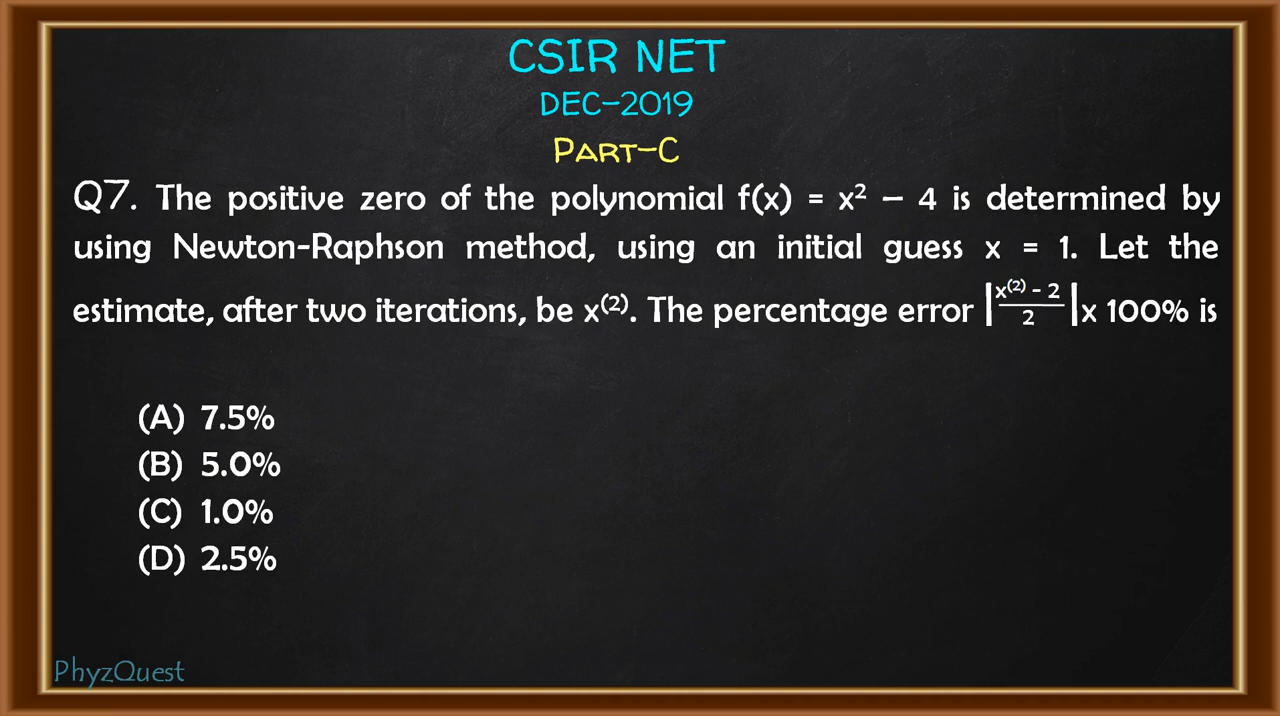 CSIR NET
DEC-2019
PART-C
Q7. The positive zero of the polynomial f(x) = x² – 4 is determined by
using Newton-Raphson method, using an initial guess x = 1. Let the
estimate, after two iterations, be x⁽²⁾. The percentage error |(x⁽²⁾ - 2)/2| x 100% is
(A) 7.5%
(B) 5.0%
(C) 1.0%
(D) 2.5%
PhyzQuest